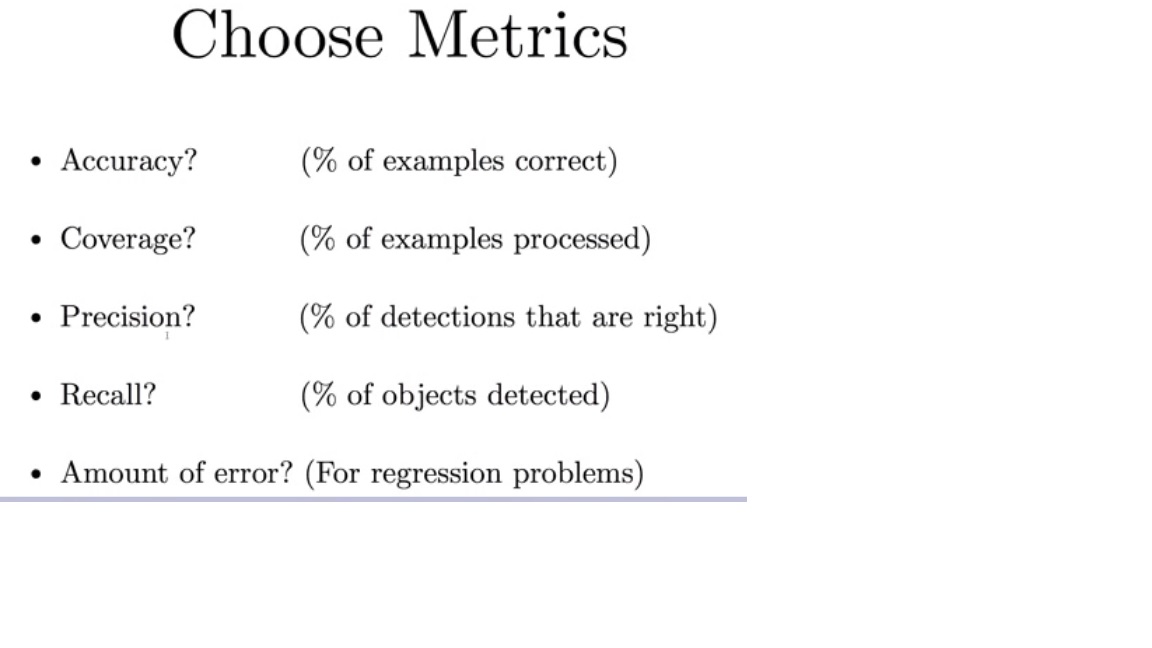 Choose Metrics
• Accuracy? (% of examples correct)
• Coverage? (% of examples processed)
• Precision? (% of detections that are right)
• Recall? (% of objects detected)
• Amount of error? (For regression problems)